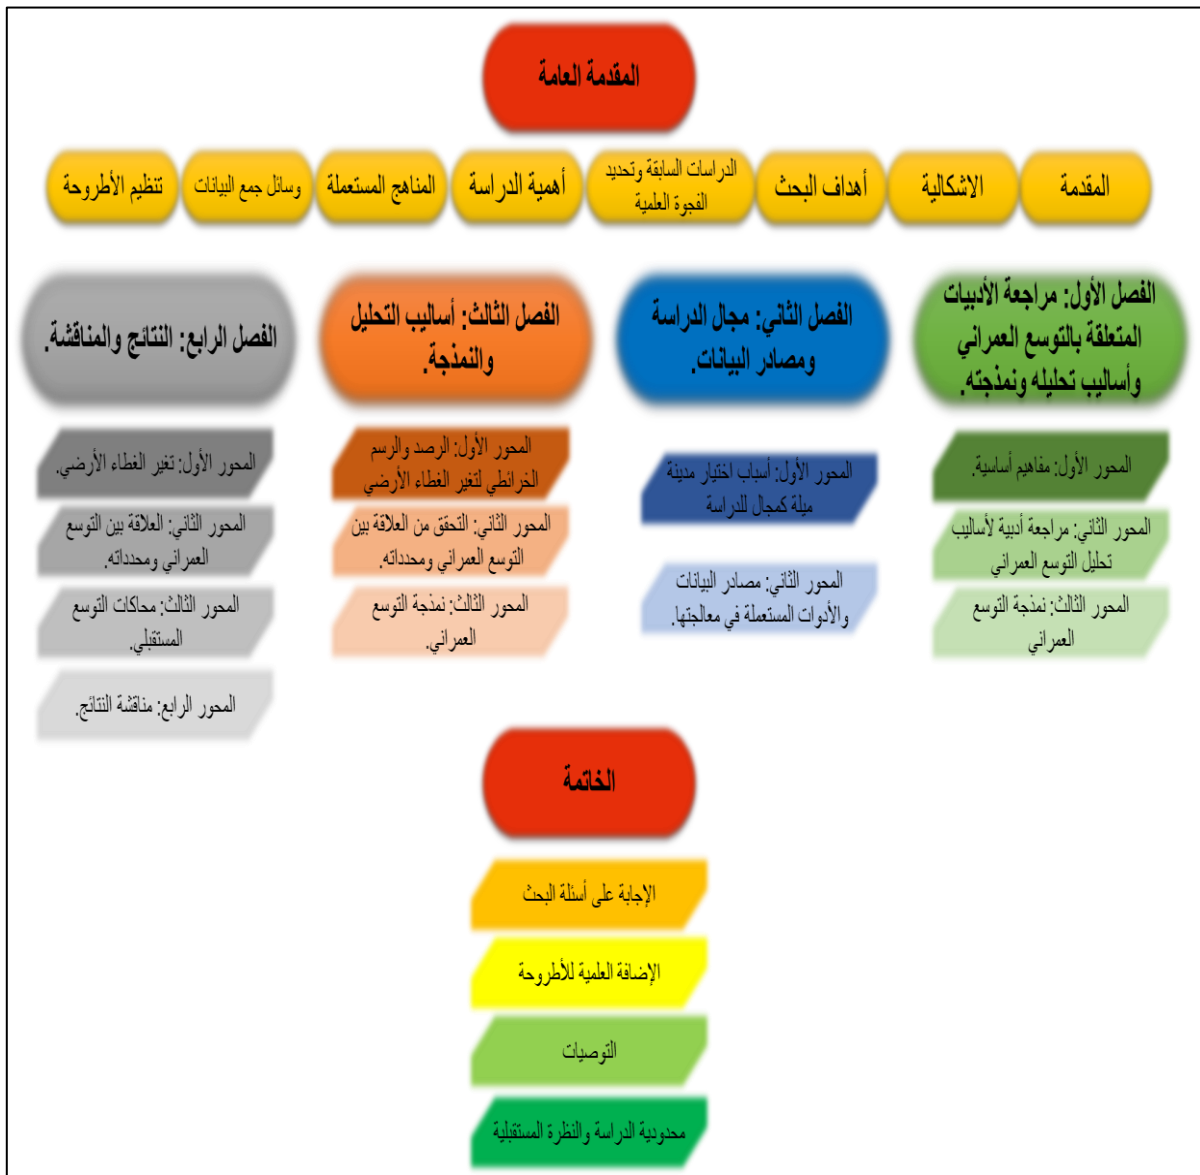 المقدمة العامة
المقدمة
الاشكالية
أهداف البحث
الدراسات السابقة وتحديد
الفجوة العلمية
أهمية الدراسة
المناهج المستعملة
وسائل جمع البيانات
تنظيم الأطروحة
الفصل الأول: مراجعة الأدبيات
المتعلقة بالتوسع العمراني
وأساليب تحليله ونمذجته.
المحور الأول: مفاهيم أساسية.
المحور الثاني: مراجعة أدبية لأساليب
تحليل التوسع العمراني
المحور الثالث: نمذجة التوسع
العمراني
الفصل الثاني: مجال الدراسة
ومصادر البيانات.
المحور الأول: أسباب اختيار مدينة
ميلة كمجال للدراسة
المحور الثاني: مصادر البيانات
والأدوات المستعملة في معالجتها.
الفصل الثالث: أساليب التحليل
والنمذجة.
المحور الأول: الرصد والرسم
الخرائطي لتغير الغطاء الأرضي
المحور الثاني: التحقق من العلاقة بين
التوسع العمراني ومحدداته.
المحور الثالث: نمذجة التوسع
العمراني.
الفصل الرابع: النتائج والمناقشة.
المحور الأول: تغير الغطاء الأرضي.
المحور الثاني: العلاقة بين التوسع
العمراني ومحدداته.
المحور الثالث: محاكات التوسع
المستقبلي.
المحور الرابع: مناقشة النتائج.
الخاتمة
الإجابة على أسئلة البحث
الإضافة العلمية للأطروحة
التوصيات
محدودية الدراسة والنظرة المستقبلية